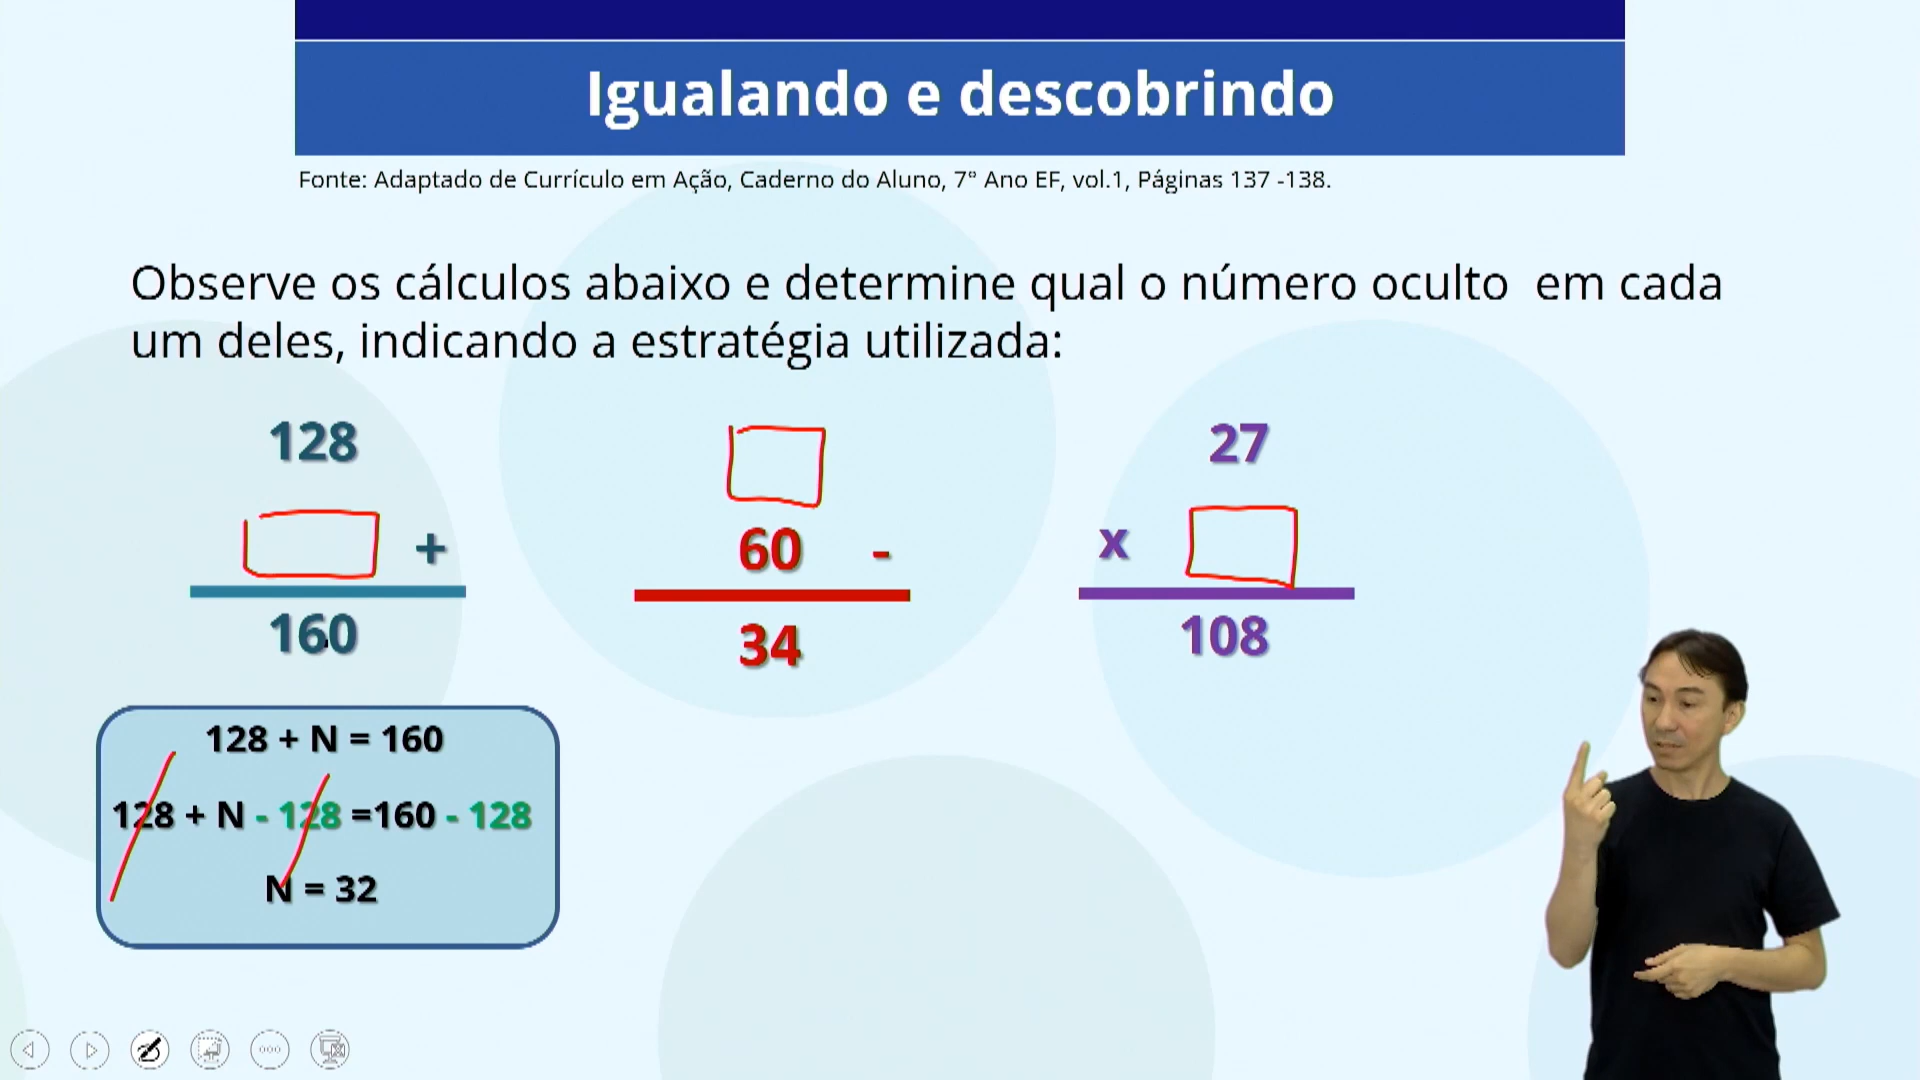 Igualando e descobrindo
Fonte: Adaptado de Currículo em Ação, Caderno do Aluno, 7° Ano EF, vol.1, Páginas 137 -138.
Observe os cálculos abaixo e determine qual o número oculto em cada
um deles, indicando a estratégia utilizada:
128
+
160
60 -
34
27
x
108
128 + N = 160
128 + N - 128 =160 - 128
N = 32